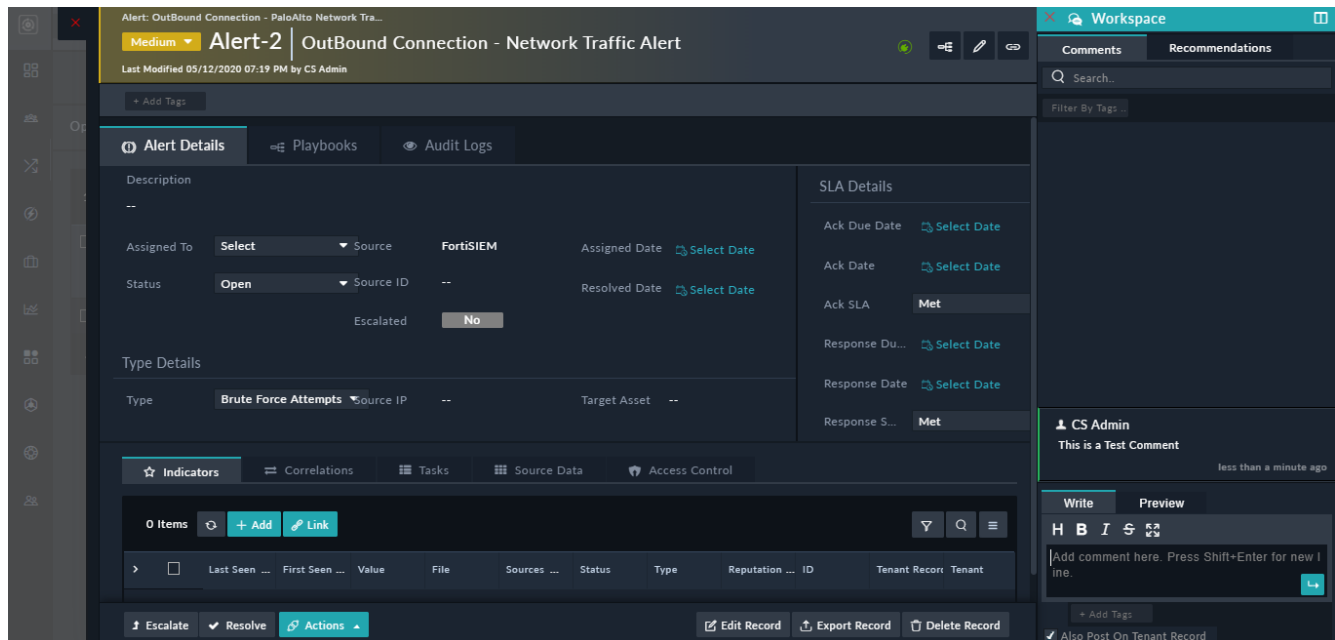 Alert: OutBound Connection - PaloAlto Network Tra...
Medium Alert-2 OutBound Connection - Network Traffic Alert
Last Modified 05/12/2020 07:19 PM by CS Admin
+ Add Tags
Op
Alert Details Playbooks Audit Logs
Description
--
Assigned To Select Source FortiSIEM Assigned Date Select Date
Status Open Source ID -- Resolved Date Select Date
Escalated No
Type Details
Type Brute Force Attempts Source IP -- Target Asset --
SLA Details
Ack Due Date Select Date
Ack Date Select Date
Ack SLA Met
Response Du... Select Date
Response Date Select Date
Response S... Met
Indicators Correlations Tasks Source Data Access Control
0 Items + Add Link
Last Seen ... First Seen ... Value File Sources ... Status Type Reputation ... ID Tenant Record Tenant
Escalate Resolve Actions Edit Record Export Record Delete Record
Workspace
Comments Recommendations
Search..
Filter By Tags ..
CS Admin
This is a Test Comment
less than a minute ago
Write Preview
H B I S
Add comment here. Press Shift+Enter for new l
ine.
+ Add Tags
Also Post On Tenant Record